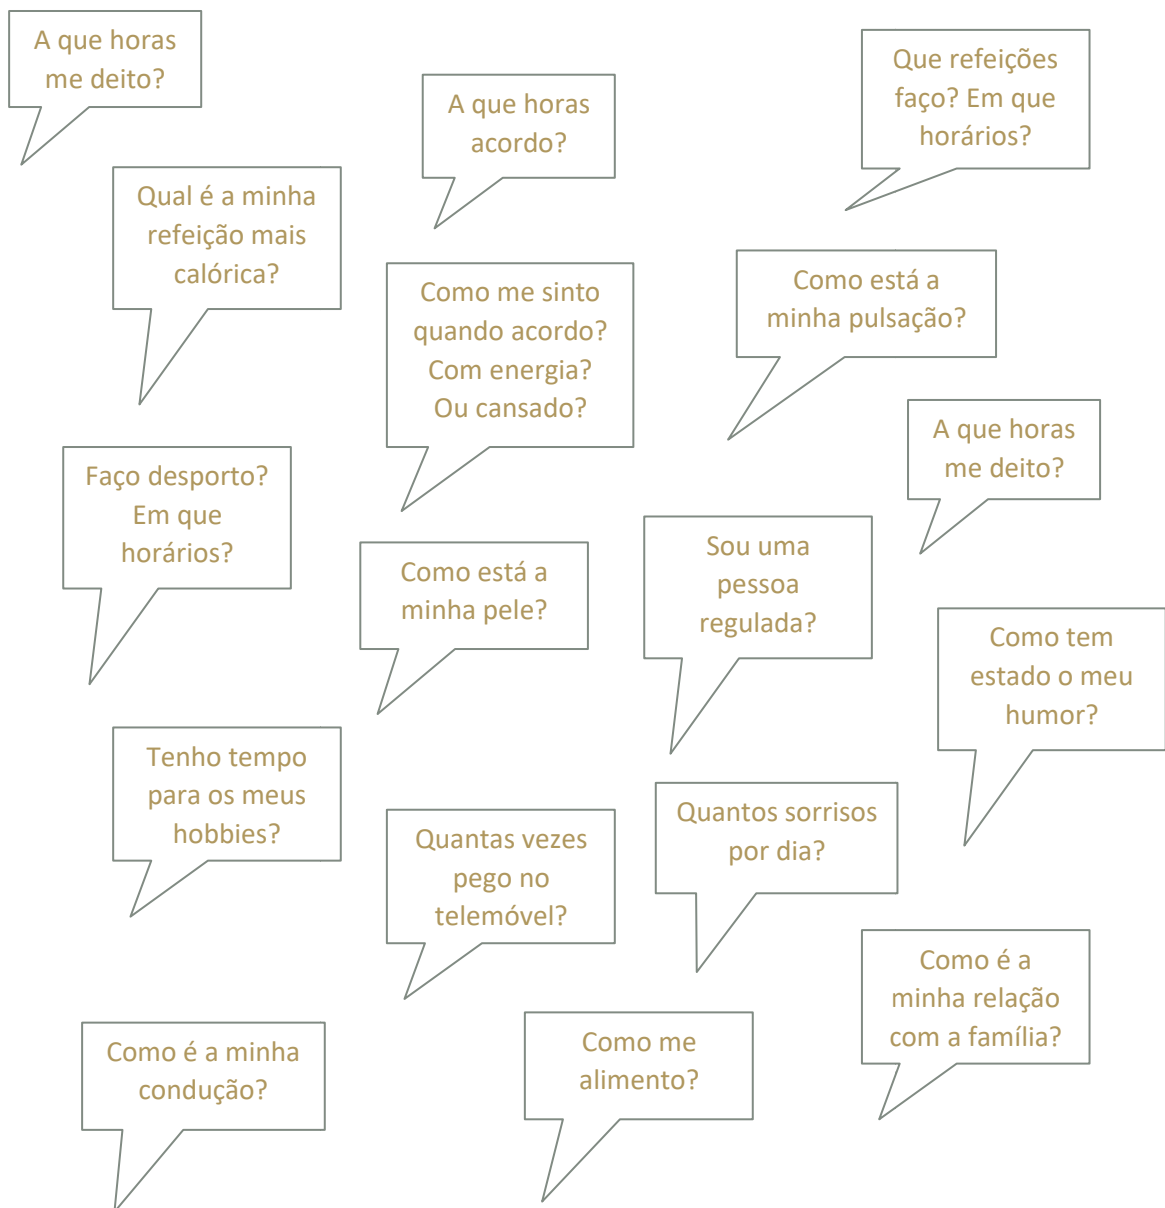 A que horas
me deito?
A que horas
acordo?
Que refeições
faço? Em que
horários?
Qual é a minha
refeição mais
calórica?
Como me sinto
quando acordo?
Com energia?
Ou cansado?
Como está a
minha pulsação?
A que horas
me deito?
Faço desporto?
Em que
horários?
Como está a
minha pele?
Sou uma
pessoa
regulada?
Como tem
estado o meu
humor?
Tenho tempo
para os meus
hobbies?
Quantas vezes
pego no
telemóvel?
Quantos sorrisos
por dia?
Como é a
minha relação
com a família?
Como é a minha
condução?
Como me
alimento?